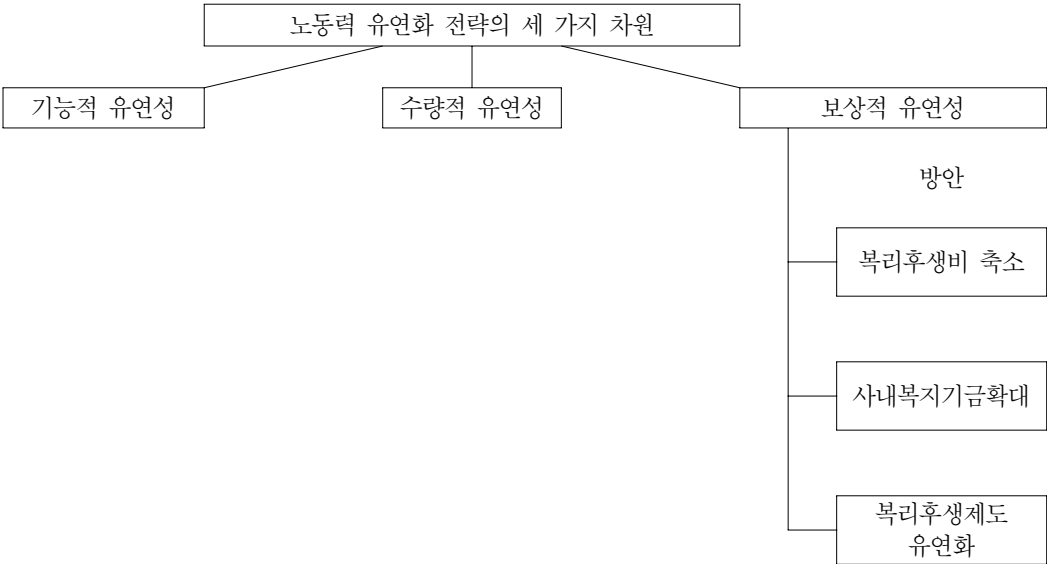 노동력 유연화 전략의 세 가지 차원
기능적 유연성
수량적 유연성
보상적 유연성
방안
복리후생비 축소
사내복지기금확대
복리후생제도
유연화